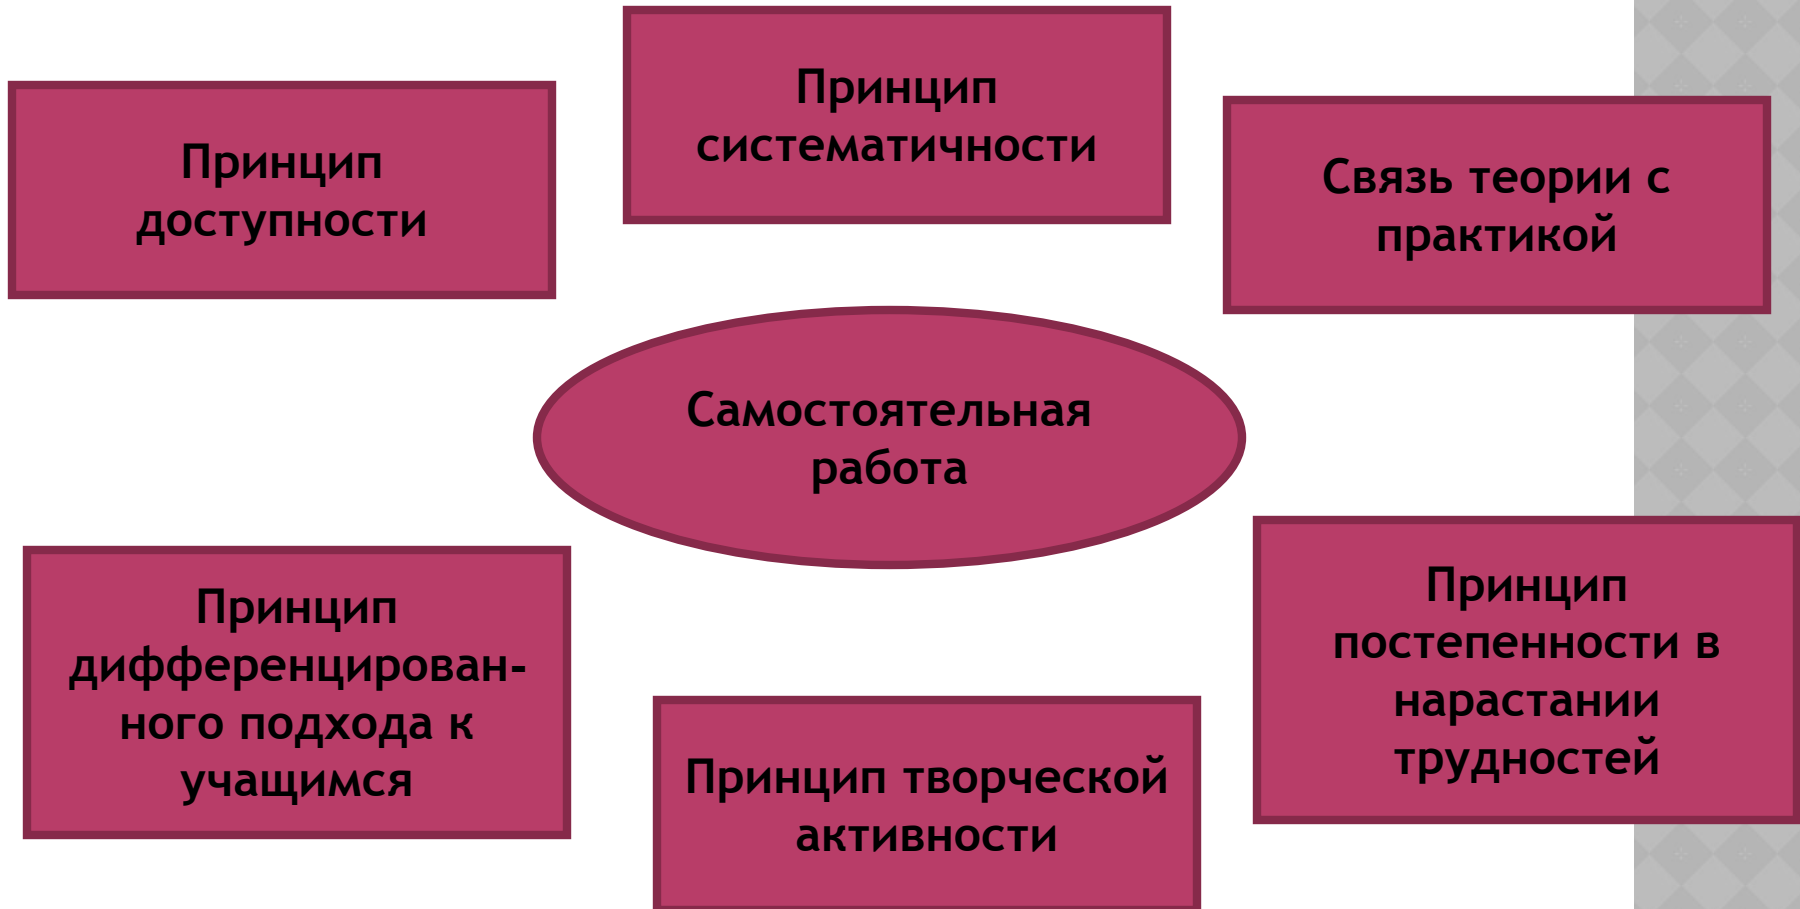 Принцип
систематичности
Принцип
доступности
Связь теории с
практикой
Самостоятельная
работа
Принцип
дифференцирован-
ного подхода к
учащимся
Принцип творческой
активности
Принцип
постепенности в
нарастании
трудностей